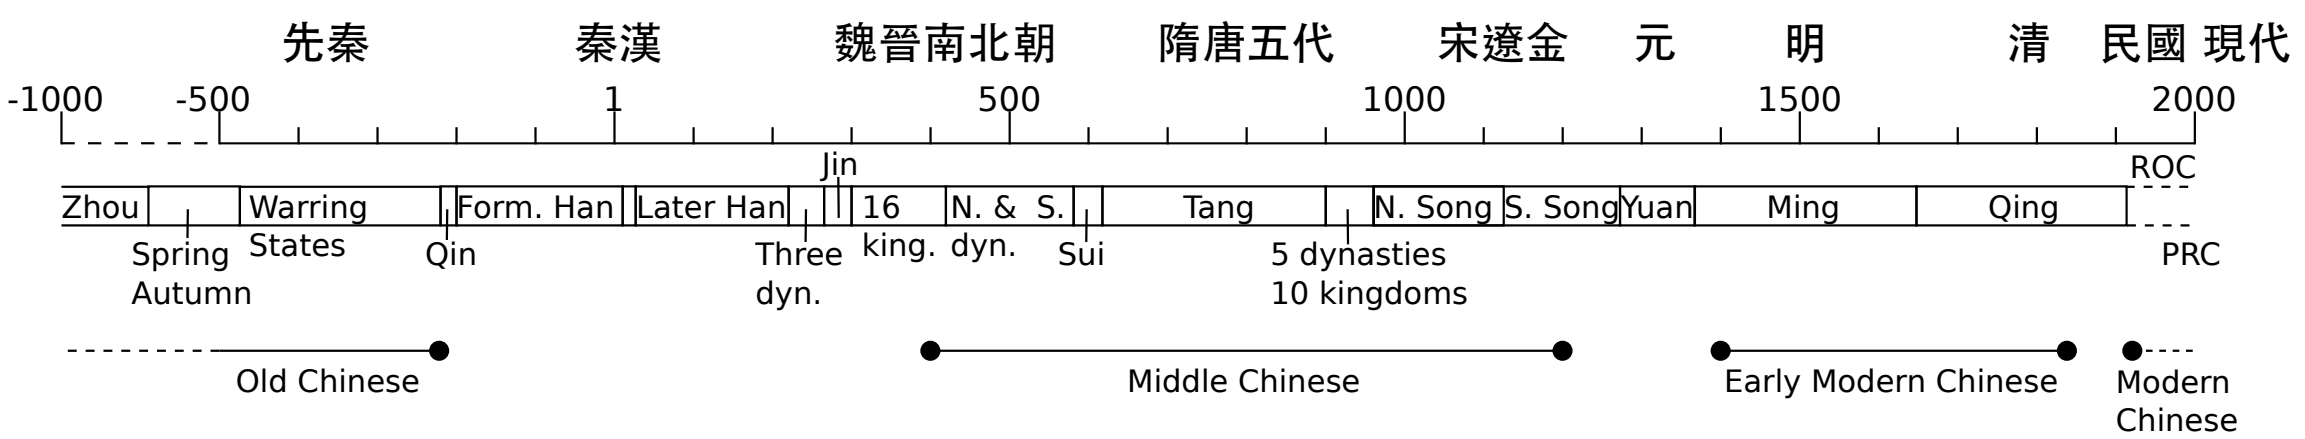 先秦 秦漢 魏晉南北朝 隋唐五代 宋遼金 元 明 清 民國 現代
-1000 -500 1 500 1000 1500 2000
Jin ROC
Zhou Warring Form. Han Later Han 16 N. & S. Tang N. Song S. Song Yuan Ming Qing
Spring States Qin Three king. dyn. Sui 5 dynasties PRC
Autumn dyn. 10 kingdoms
Old Chinese Middle Chinese Early Modern Chinese Modern
Chinese